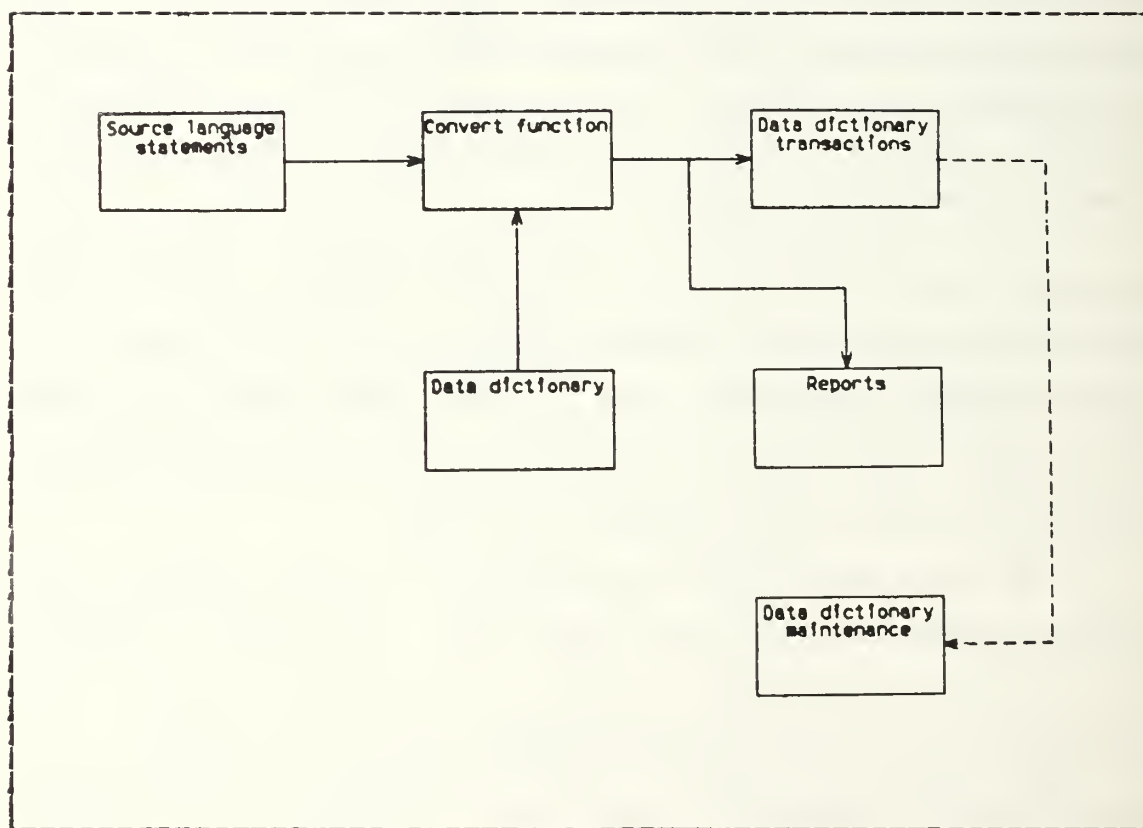 Source language
statements
Convert function
Data dictionary
transactions
Data dictionary
Reports
Data dictionary
maintenance